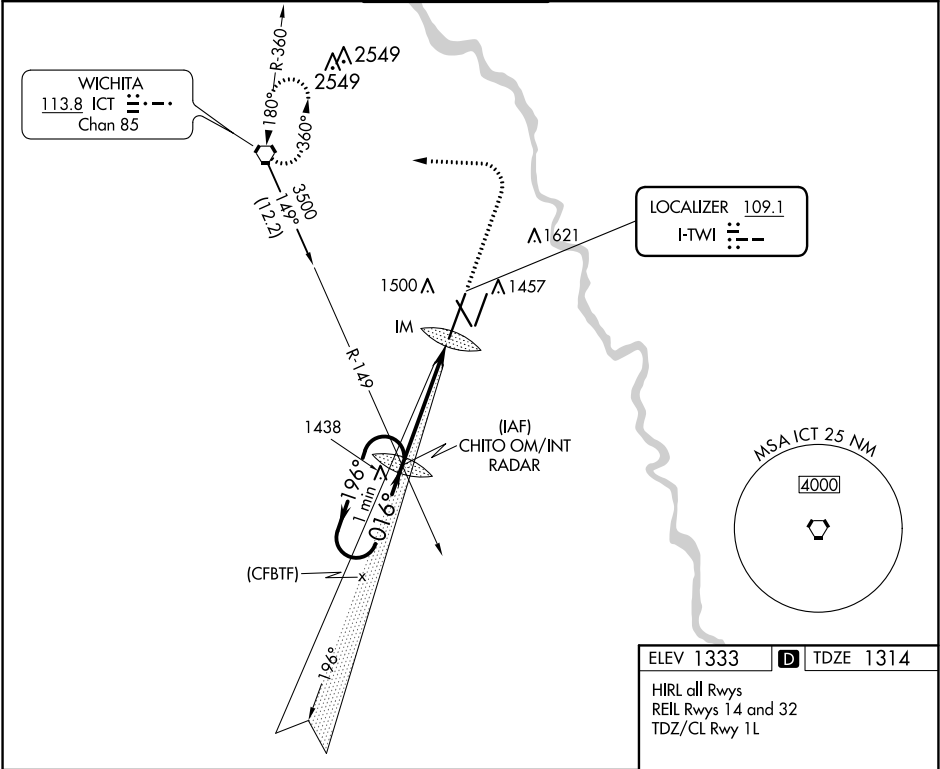 R-360
2549
2549
WICHITA
113.8 ICT
Chan 85
180°
360°
3500
149°
(12.2)
LOCALIZER 109.1
I-TWI
1621
1500
1457
IM
R-149
1438
(IAF)
CHITO OM/INT
RADAR
MSA ICT 25 NM
4000
196°
1 min
016°
(CFBTF)
x
196°
ELEV 1333 D TDZE 1314
HIRL all Rwys
REIL Rwys 14 and 32
TDZ/CL Rwy 1L